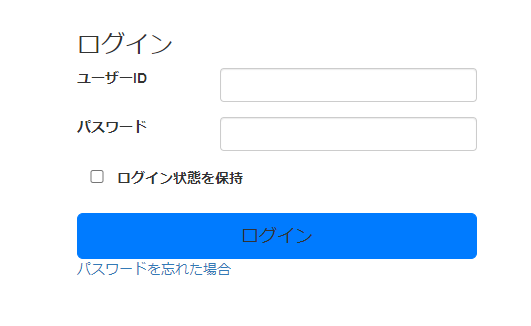 ログイン
ユーザーID
パスワード
ログイン状態を保持
ログイン
パスワードを忘れた場合